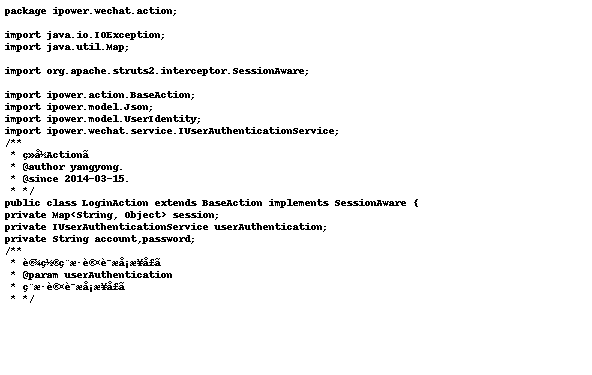 package ipower.wechat.action;
import java.io.IOException;
import java.util.Map;
import org.apache.struts2.interceptor.SessionAware;
import ipower.action.BaseAction;
import ipower.model.Json;
import ipower.model.UserIdentity;
import ipower.wechat.service.IUserAuthenticationService;
/**
* ç»å½Actionã
* @author yangyong.
* @since 2014-03-15.
* */
public class LoginAction extends BaseAction implements SessionAware {
private Map<String, Object> session;
private IUserAuthenticationService userAuthentication;
private String account,password;
/**
* è®¾ç½®ç¨æ·è®¤è¯æå¡æ¥å£ã
* @param userAuthentication
* ç¨æ·è®¤è¯æå¡æ¥å£ã
* */